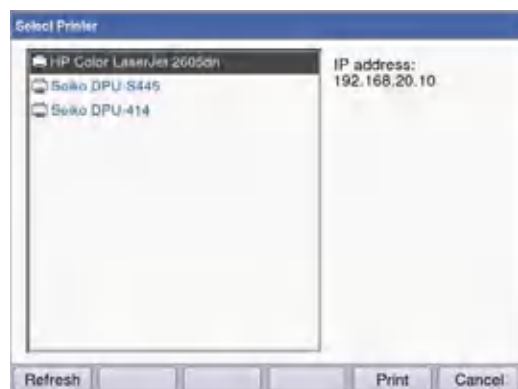 Select Printer
HP Color LaserJet 2605dn
Seiko DPU-S445
Seiko DPU-414
IP address:
192.168.20.10
Refresh
Print
Cancel